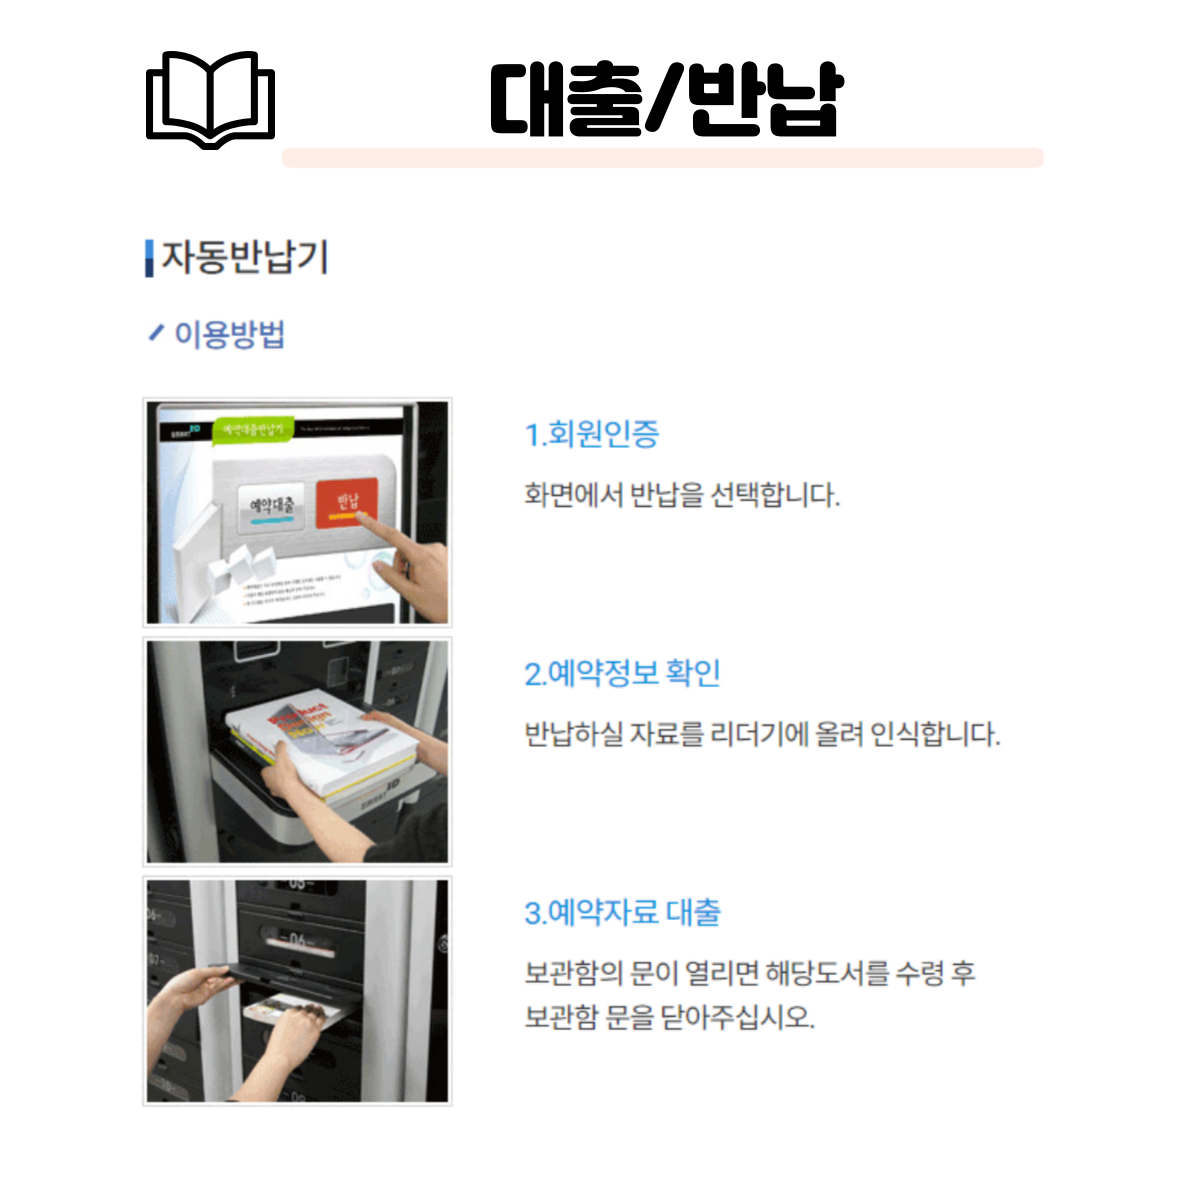 대출/반납
자동반납기
이용방법
예약대출반납기
예약대출
반납
1.회원인증
화면에서 반납을 선택합니다.
Product
Design
Now!
2.예약정보 확인
반납하실 자료를 리더기에 올려 인식합니다.
-05-
-06-
3.예약자료 대출
보관함의 문이 열리면 해당도서를 수령 후
보관함 문을 닫아주십시오.